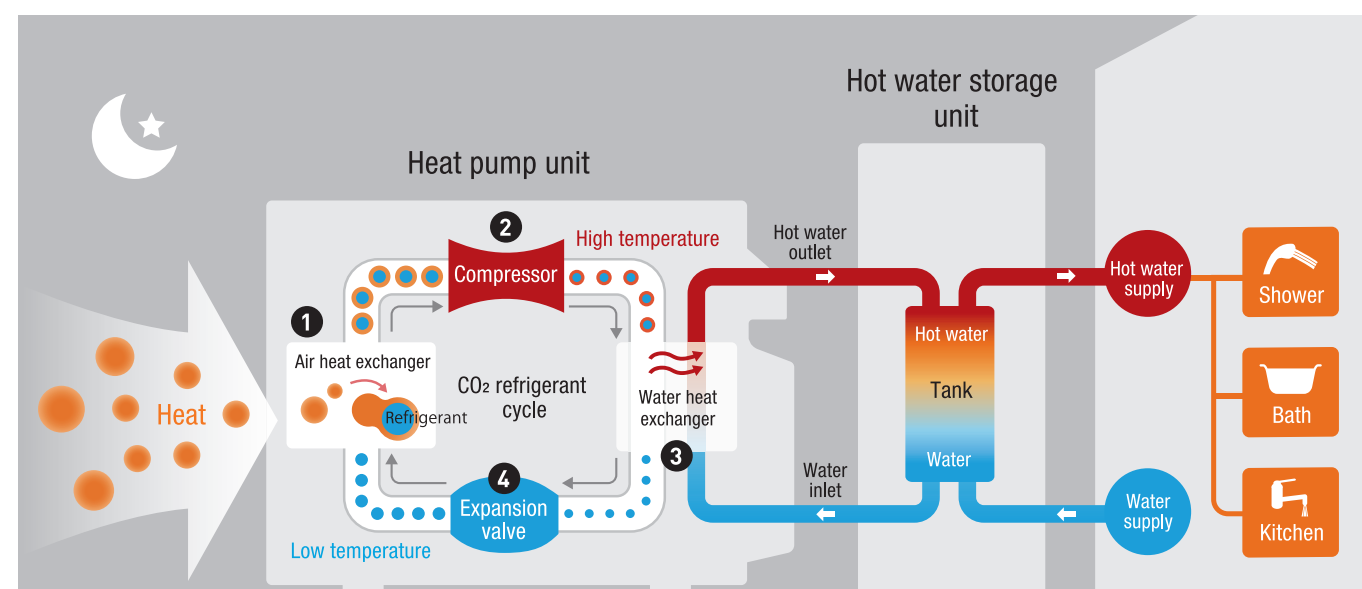 Hot water storage
unit
Heat pump unit
2
High temperature
Compressor
Hot water
outlet
Hot water
supply
Shower
1
Air heat exchanger
Refrigerant
CO2 refrigerant
cycle
Water heat
exchanger
3
Hot water
Tank
Water
Heat
Bath
4
Expansion
valve
Low temperature
Water
inlet
Water
supply
Kitchen